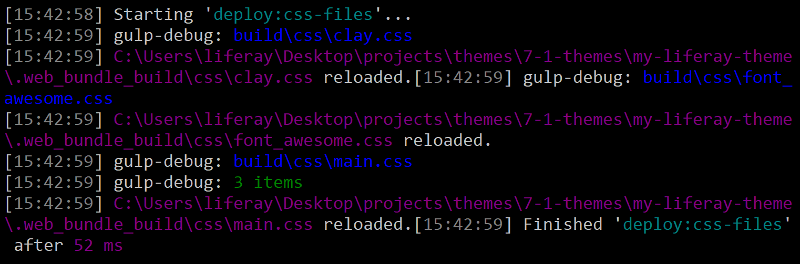 [15:42:58] Starting 'deploy:css-files'...
[15:42:59] gulp-debug: build\css\clay.css
[15:42:59] C:\Users\liferay\Desktop\projects\themes\7-1-themes\my-liferay-theme
\.web_bundle_build\css\clay.css reloaded.[15:42:59] gulp-debug: build\css\font_
awesome.css
[15:42:59] C:\Users\liferay\Desktop\projects\themes\7-1-themes\my-liferay-theme
\.web_bundle_build\css\font_awesome.css reloaded.
[15:42:59] gulp-debug: build\css\main.css
[15:42:59] gulp-debug: 3 items
[15:42:59] C:\Users\liferay\Desktop\projects\themes\7-1-themes\my-liferay-theme
\.web_bundle_build\css\main.css reloaded.[15:42:59] Finished 'deploy:css-files'
 after 52 ms